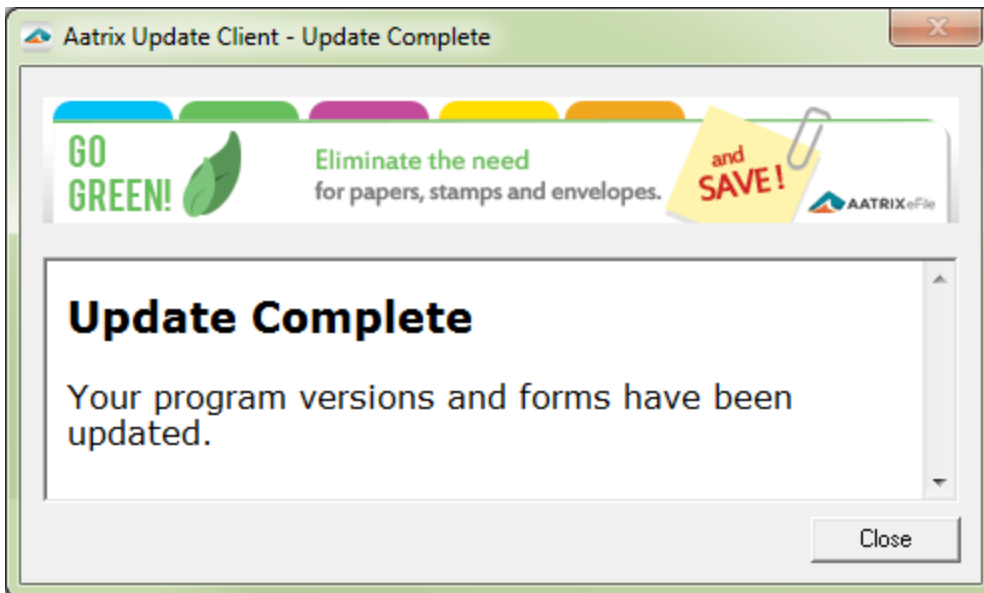 Aatrix Update Client - Update Complete
GO
GREEN!
Eliminate the need
for papers, stamps and envelopes.
and
SAVE!
AATRIX eFile
Update Complete
Your program versions and forms have been
updated.
Close